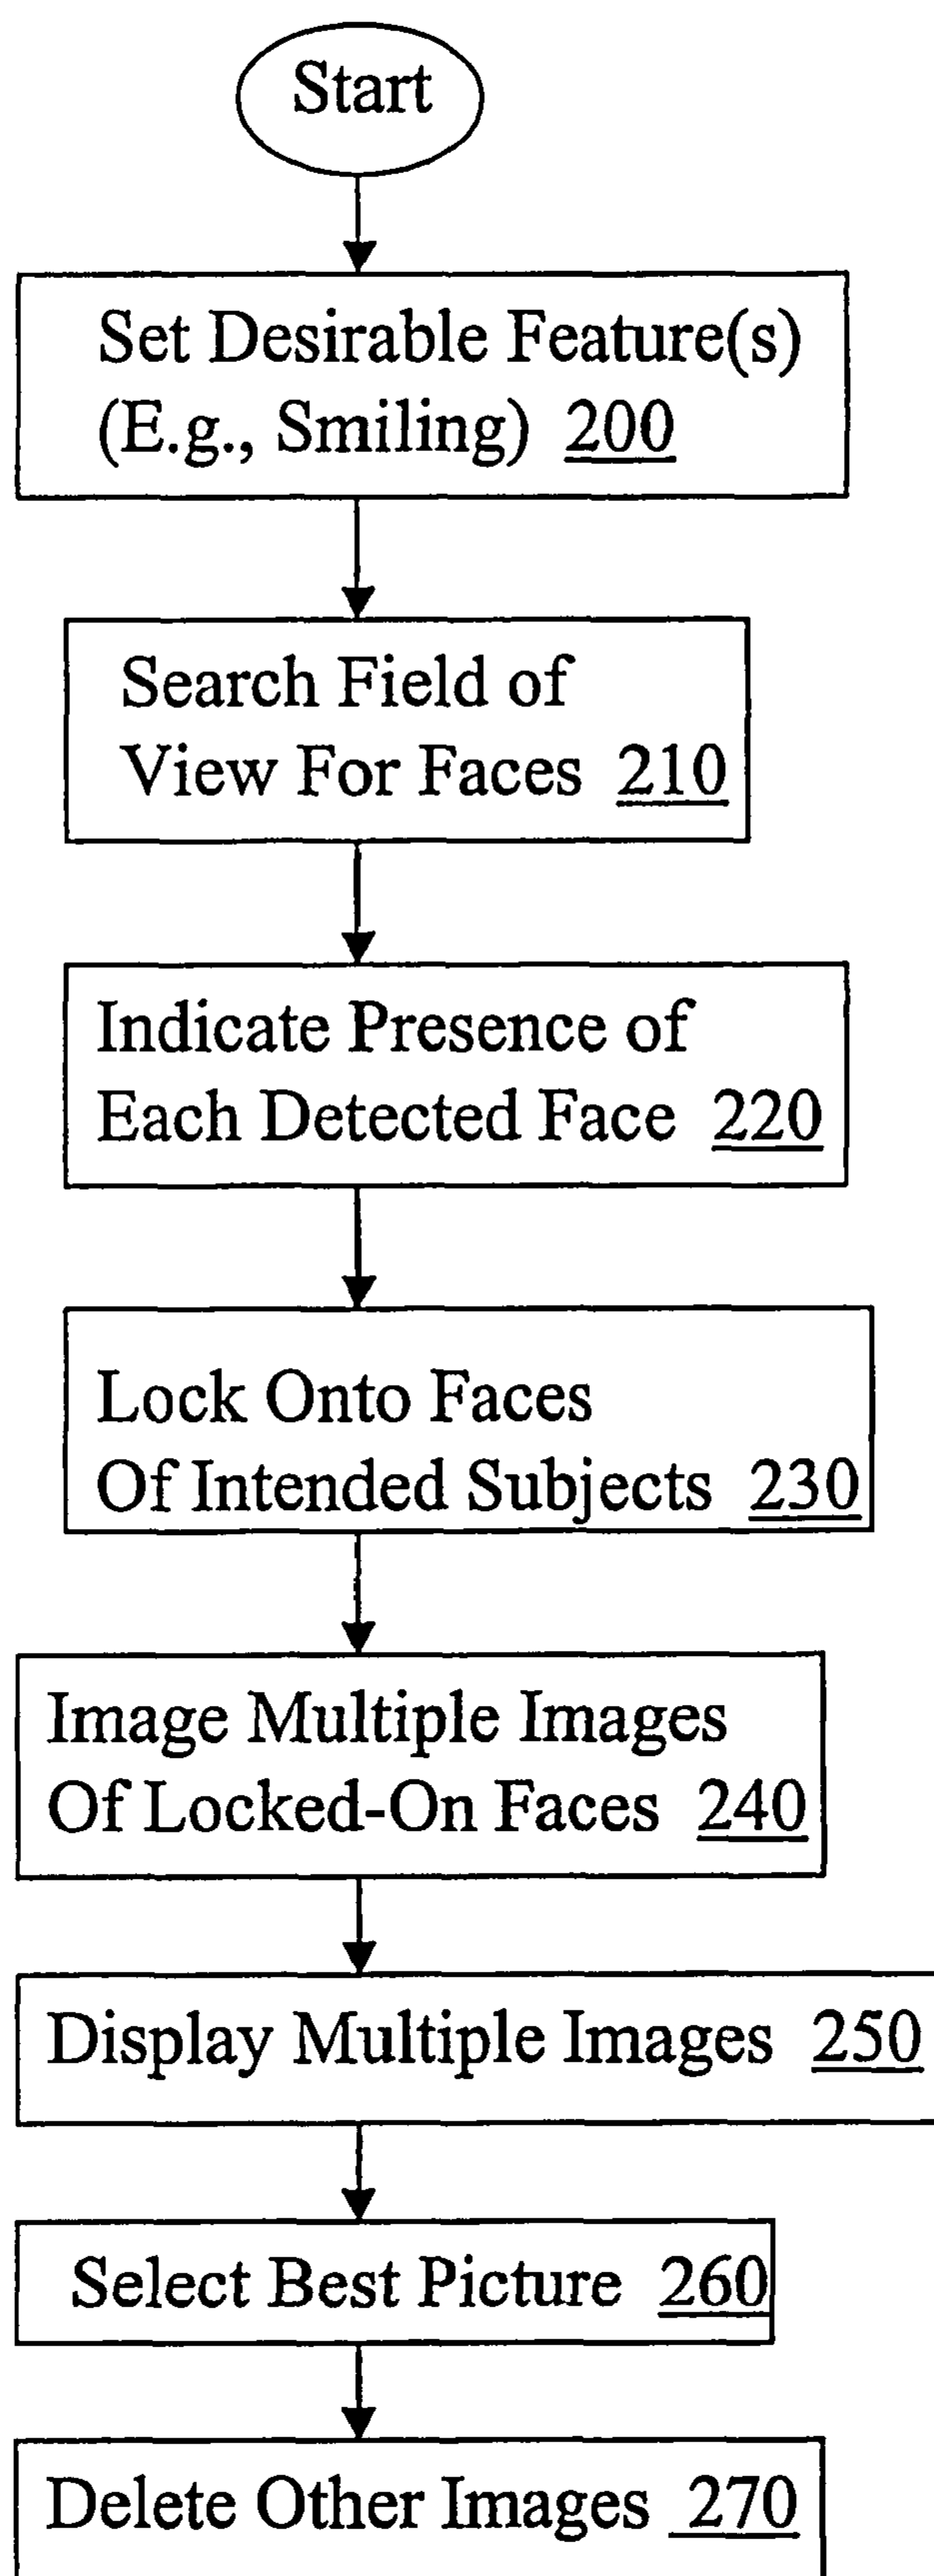 Start
Set Desirable Feature(s)
(E.g., Smiling) 200
Search Field of
View For Faces 210
Indicate Presence of
Each Detected Face 220
Lock Onto Faces
Of Intended Subjects 230
Image Multiple Images
Of Locked-On Faces 240
Display Multiple Images 250
Select Best Picture 260
Delete Other Images 270